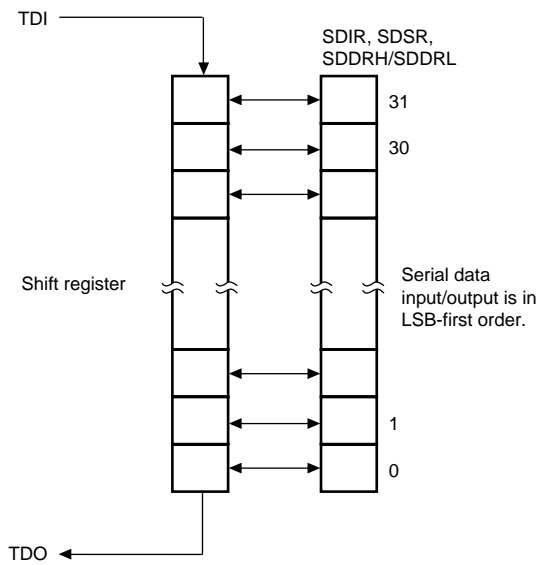 TDI
SDIR, SDSR,
SDDRH/SDDRL
31
30
Shift register
Serial data
input/output is in
LSB-first order.
1
0
TDO